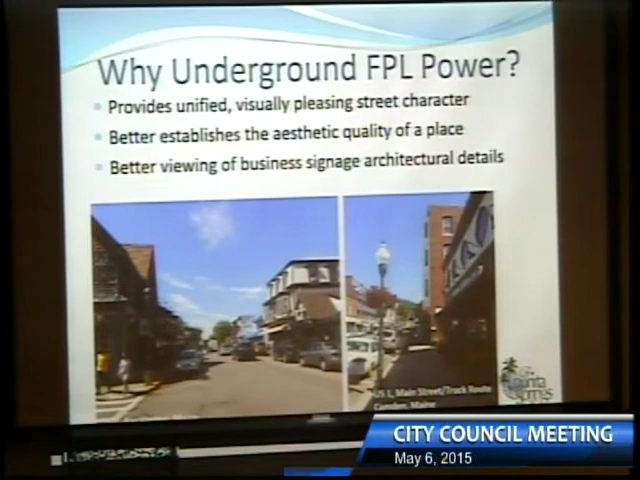 Why Underground FPL Power?
Provides unified, visually pleasing street character
Better establishes the aesthetic quality of a place
Better viewing of business signage architectural details
US 1, Main Street/Truck Route
Camden, Maine
Bonita
Springs
CITY COUNCIL MEETING
May 6, 2015